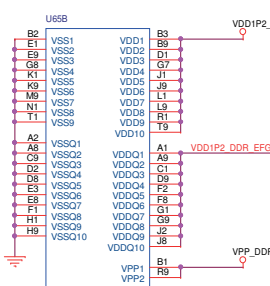 U65B
VDD1P2_
B2 VSS1 VDD1 B3
E1 VSS2 VDD2 B9
E9 VSS3 VDD3 D1
G8 VSS4 VDD4 G7
K1 VSS5 VDD5 J1
K9 VSS6 VDD6 J9
M9 VSS7 VDD7 L1
N1 VSS8 VDD8 L9
T1 VSS9 VDD9 R1
VDD10 T9
A2 VSSQ1
A8 VSSQ2 VDDQ1 A1 VDD1P2_DDR_EFG
C9 VSSQ3 VDDQ2 A9
D2 VSSQ4 VDDQ3 C1
D8 VSSQ5 VDDQ4 D9
E3 VSSQ6 VDDQ5 F2
E8 VSSQ7 VDDQ6 F8
F1 VSSQ8 VDDQ7 G1
H1 VSSQ9 VDDQ8 G9
H9 VSSQ10 VDDQ9 J2
VDDQ10 J8
VPP_DDR
VPP1 B1
VPP2 R9